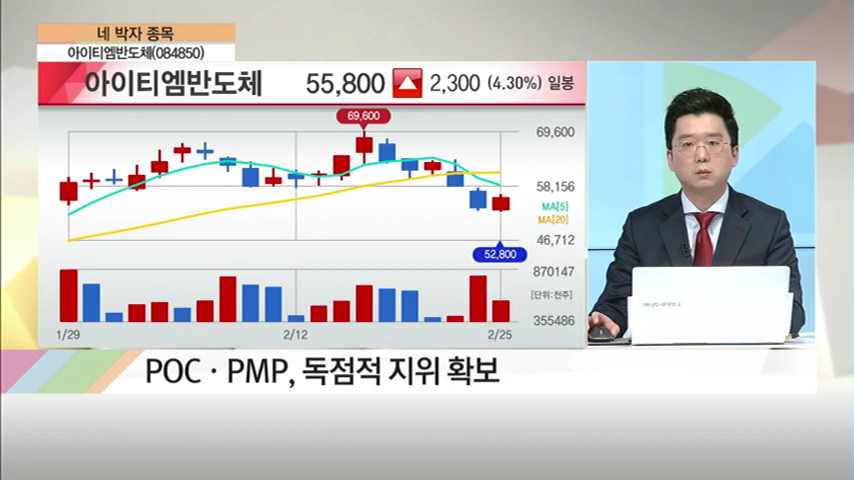 네 박자 종목
아이티엠반도체(084850)
아이티엠반도체 55,800 2,300 (4.30%) 일봉
69,600
69,600
58,156
MA[5]
MA[20]
46,712
52,800
870147
[단위:천주]
355486
1/29 2/12 2/25
POC · PMP, 독점적 지위 확보